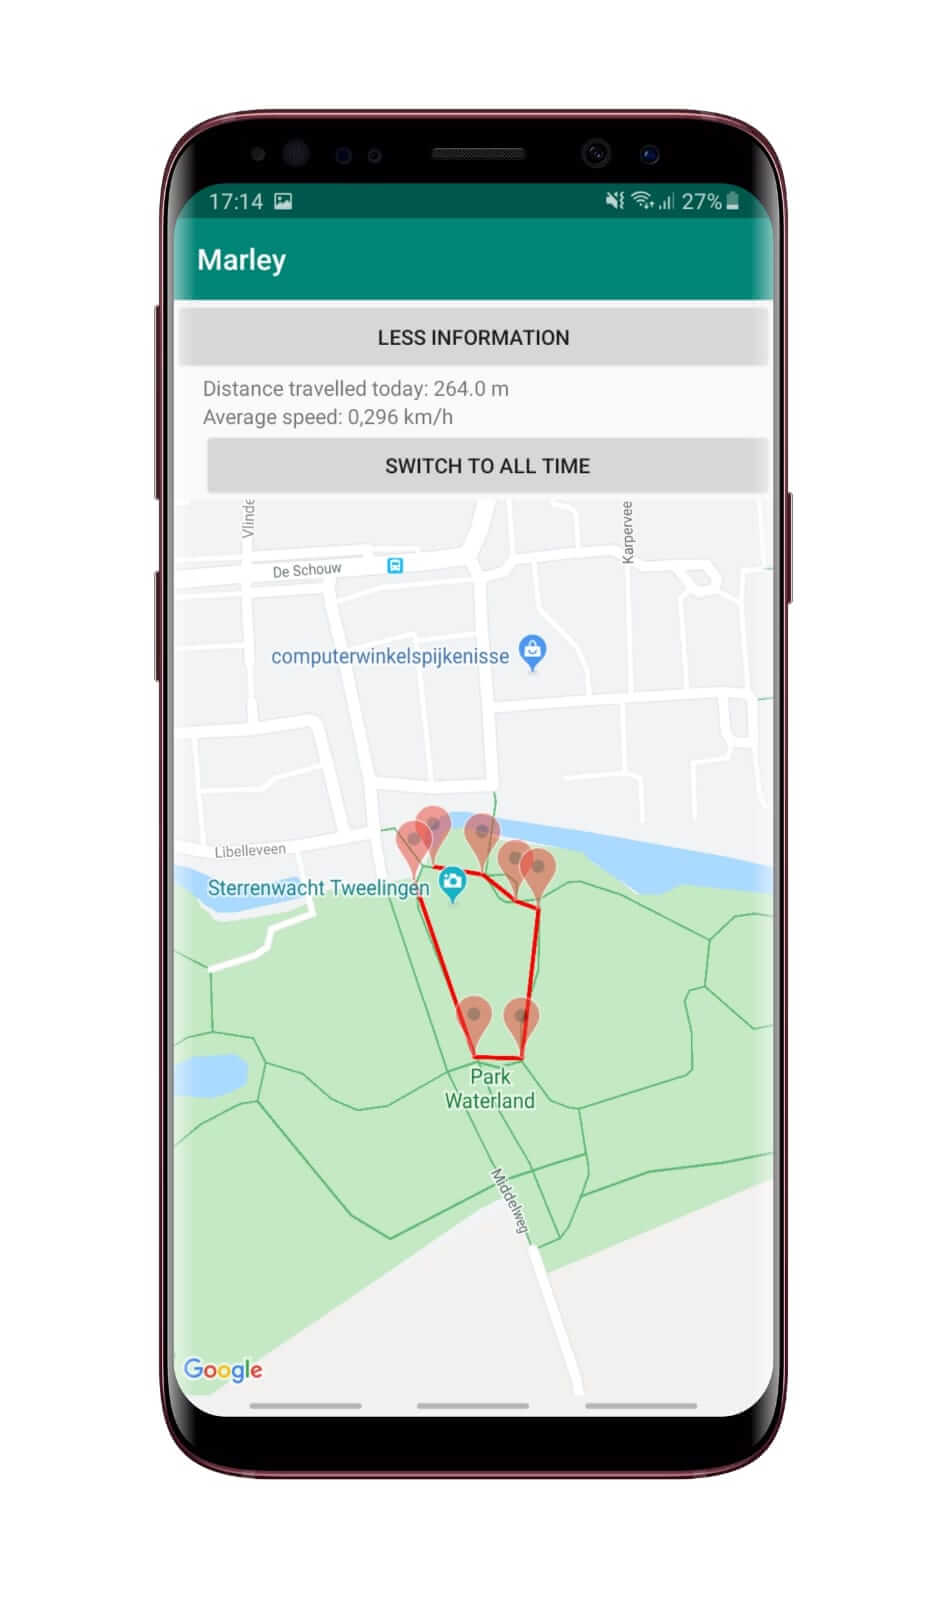 17:14
27%
Marley
LESS INFORMATION
Distance travelled today: 264.0 m
Average speed: 0,296 km/h
SWITCH TO ALL TIME
Vlinde
Karpervee
De Schouw
computerwinkelspijkenisse
Libelleveen
Sterrenwacht Tweelingen
Park
Waterland
Middelweg
Google